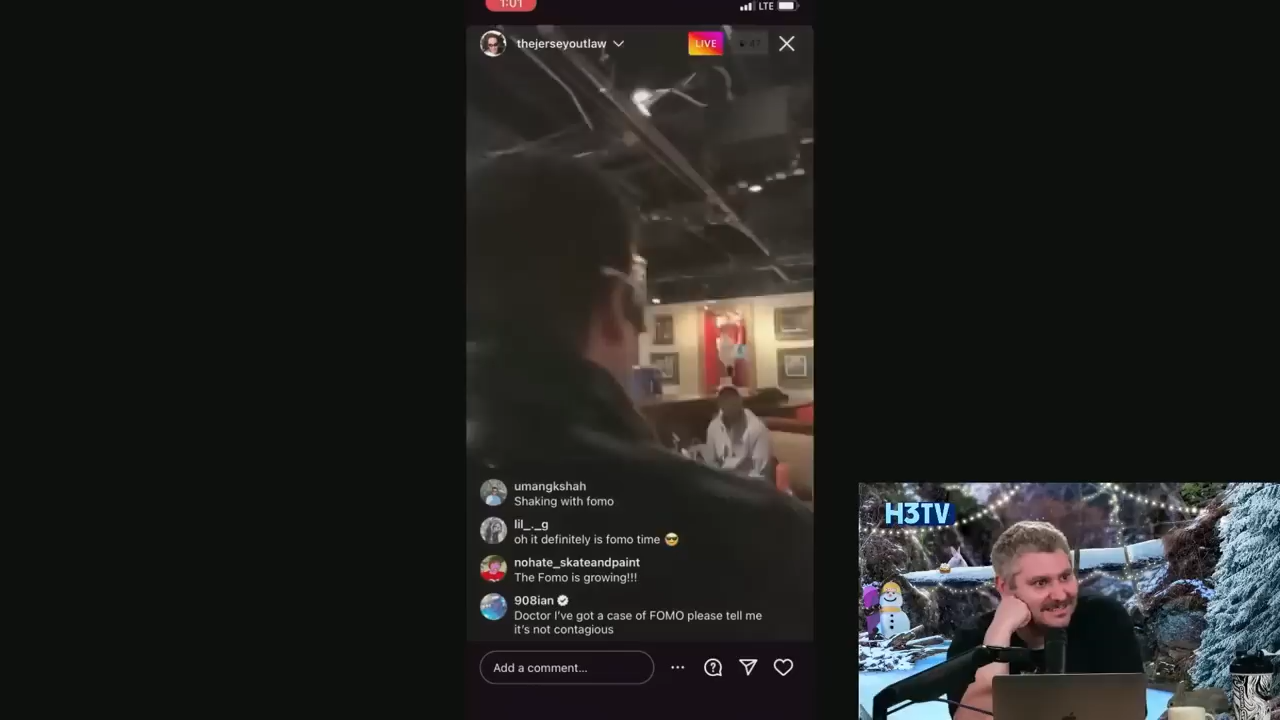 1:01
LTE
thejerseyoutlaw
LIVE
47
umangkshah
Shaking with fomo
lil_._g
oh it definitely is fomo time 😎
nohate_skateandpaint
The Fomo is growing!!!
908ian
Doctor I've got a case of FOMO please tell me
it's not contagious
Add a comment...
H3TV